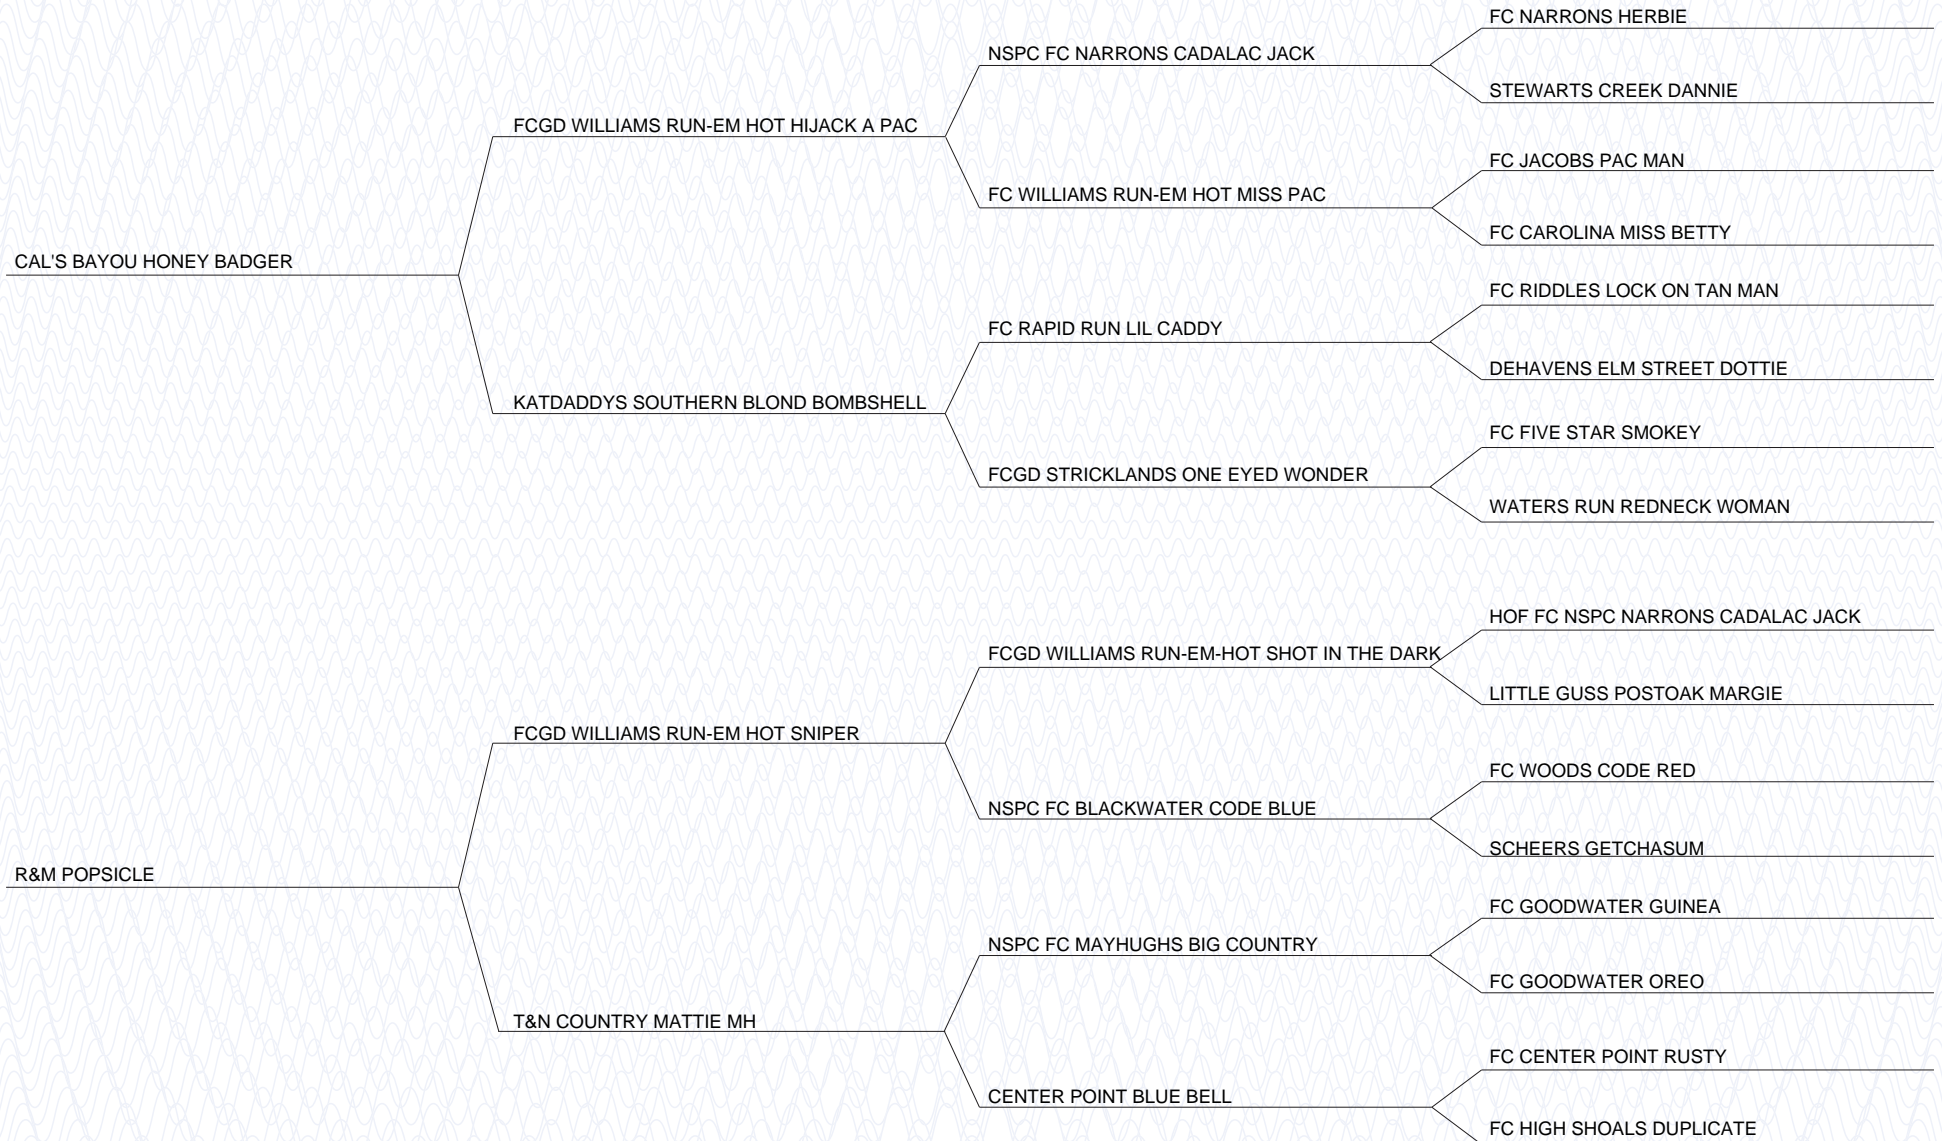 FC NARRONS HERBIE
NSPC FC NARRONS CADALAC JACK
STEWARTS CREEK DANNIE
FCGD WILLIAMS RUN-EM HOT HIJACK A PAC
FC JACOBS PAC MAN
FC WILLIAMS RUN-EM HOT MISS PAC
FC CAROLINA MISS BETTY
CAL'S BAYOU HONEY BADGER
FC RIDDLES LOCK ON TAN MAN
FC RAPID RUN LIL CADDY
DEHAVENS ELM STREET DOTTIE
KATDADDYS SOUTHERN BLOND BOMBSHELL
FC FIVE STAR SMOKEY
FCGD STRICKLANDS ONE EYED WONDER
WATERS RUN REDNECK WOMAN
HOF FC NSPC NARRONS CADALAC JACK
FCGD WILLIAMS RUN-EM-HOT SHOT IN THE DARK
LITTLE GUSS POSTOAK MARGIE
FCGD WILLIAMS RUN-EM HOT SNIPER
FC WOODS CODE RED
NSPC FC BLACKWATER CODE BLUE
SCHEERS GETCHASUM
R&M POPSICLE
FC GOODWATER GUINEA
NSPC FC MAYHUGHS BIG COUNTRY
FC GOODWATER OREO
T&N COUNTRY MATTIE MH
FC CENTER POINT RUSTY
CENTER POINT BLUE BELL
FC HIGH SHOALS DUPLICATE